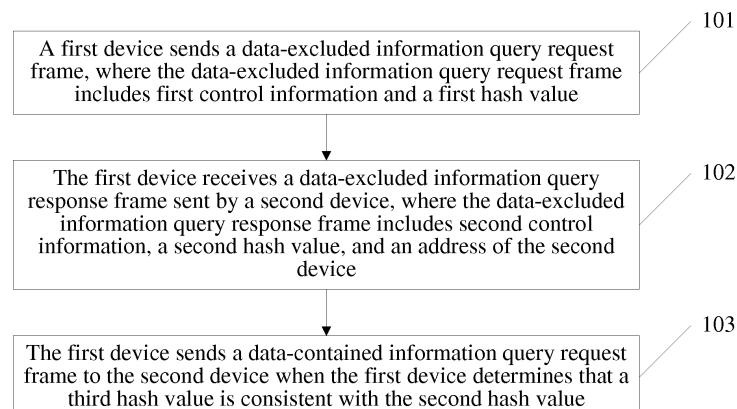 101
A first device sends a data-excluded information query request
frame, where the data-excluded information query request frame
includes first control information and a first hash value
102
The first device receives a data-excluded information query
response frame sent by a second device, where the data-excluded
information query response frame includes second control
information, a second hash value, and an address of the second
device
103
The first device sends a data-contained information query request
frame to the second device when the first device determines that a
third hash value is consistent with the second hash value